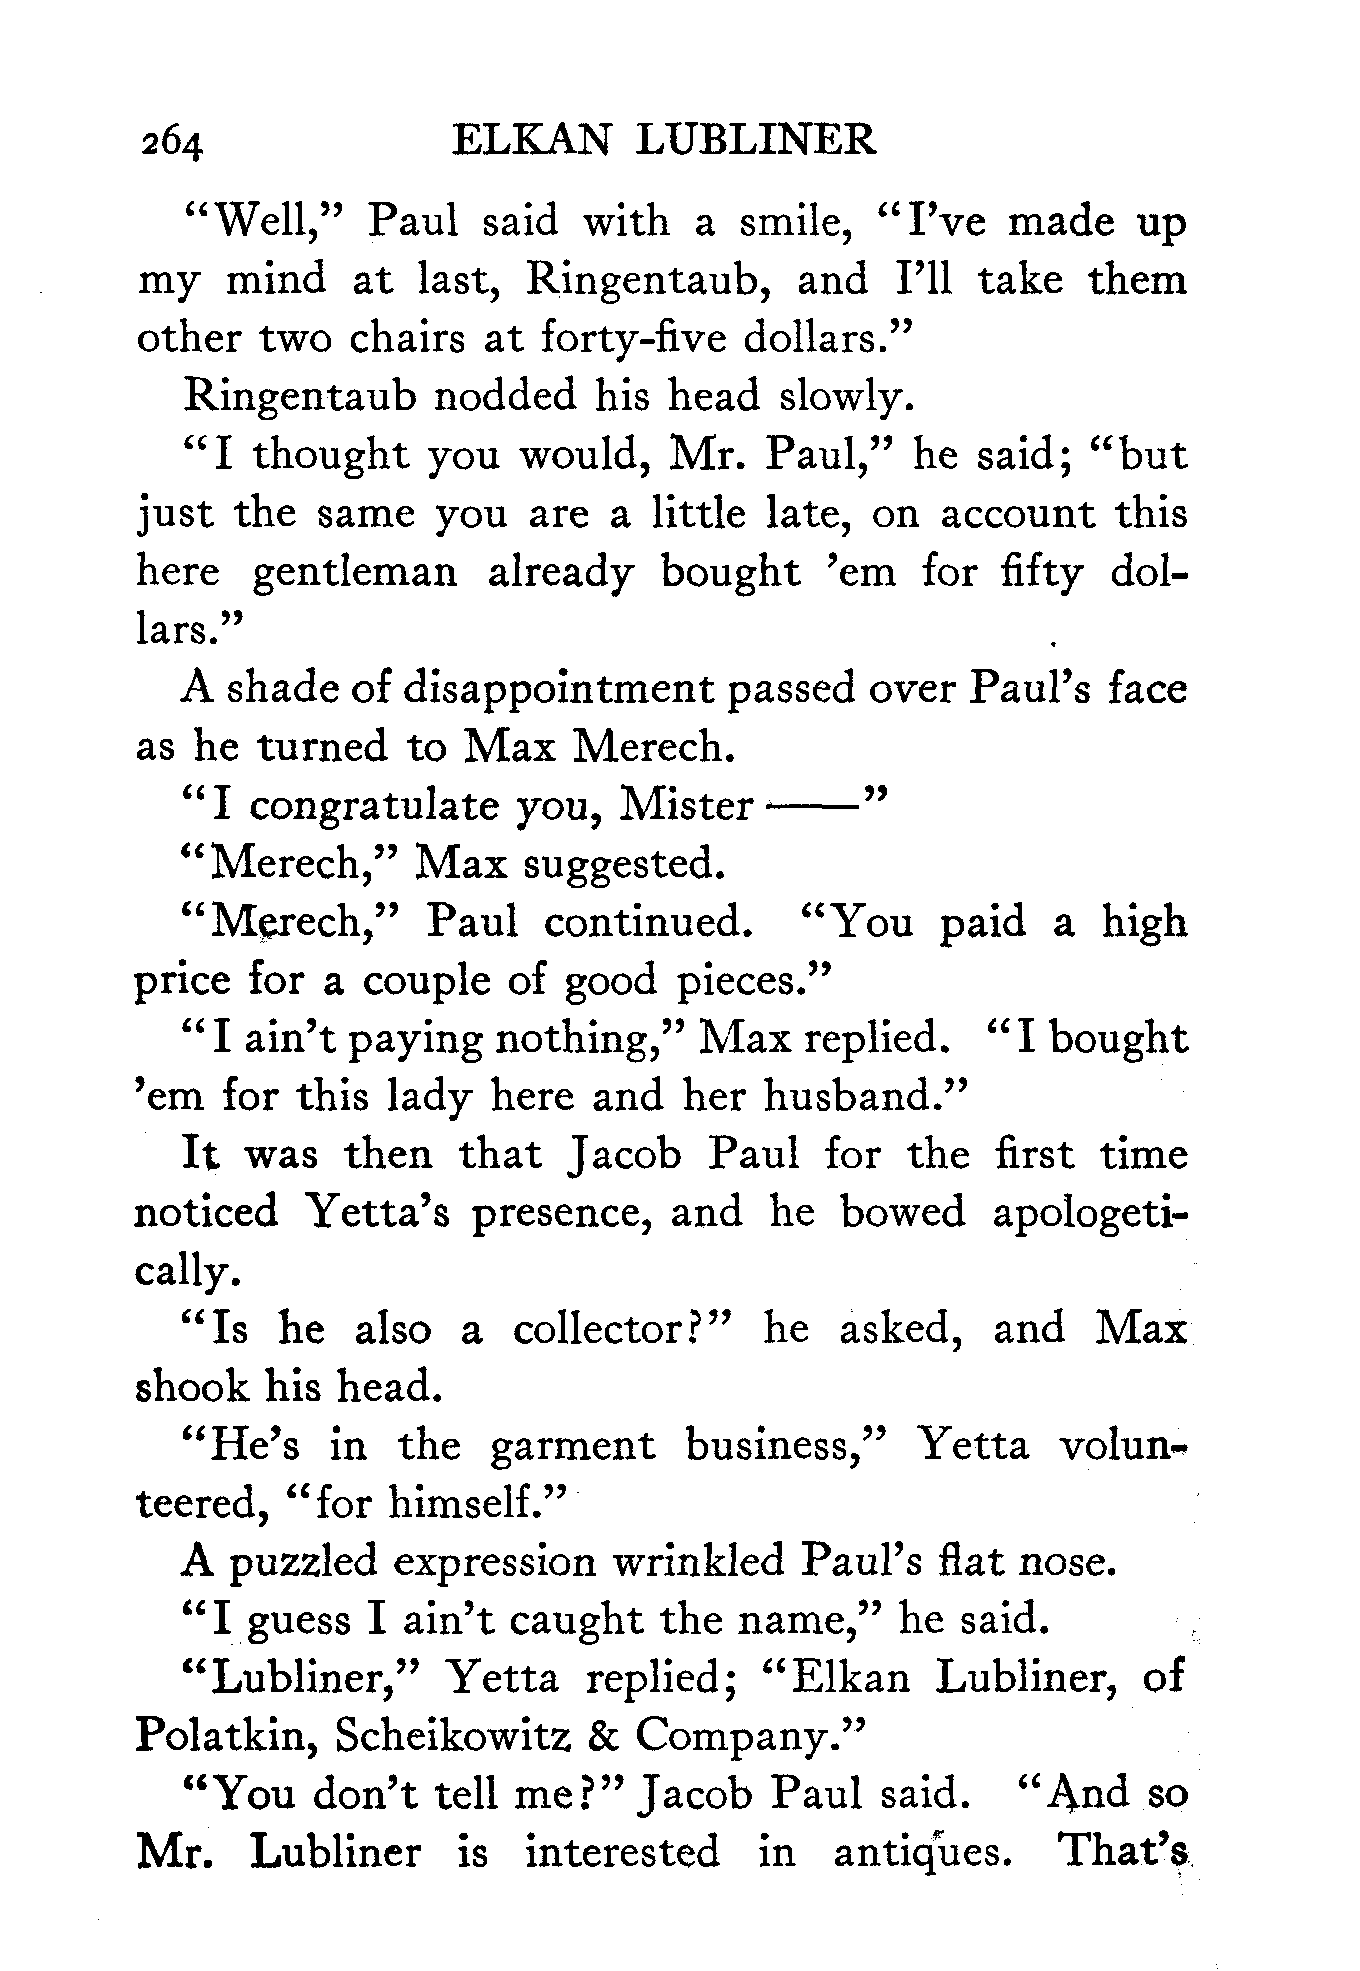 264 ELKAN LUBLINER
"Well," Paul said with a smile, "I've made up
my mind at last, Ringentaub, and I'll take them
other two chairs at forty-five dollars."
Ringentaub nodded his head slowly.
"I thought you would, Mr. Paul," he said; "but
just the same you are a little late, on account this
here gentleman already bought 'em for fifty dol-
lars."
A shade of disappointment passed over Paul's face
as he turned to Max Merech.
"I congratulate you, Mister ——"
"Merech," Max suggested.
"Merech," Paul continued. "You paid a high
price for a couple of good pieces."
"I ain't paying nothing," Max replied. "I bought
'em for this lady here and her husband."
It was then that Jacob Paul for the first time
noticed Yetta's presence, and he bowed apologeti-
cally.
"Is he also a collector?" he asked, and Max
shook his head.
"He's in the garment business," Yetta volun-
teered, "for himself."
A puzzled expression wrinkled Paul's flat nose.
"I guess I ain't caught the name," he said.
"Lubliner," Yetta replied; "Elkan Lubliner, of
Polatkin, Scheikowitz & Company."
"You don't tell me?" Jacob Paul said. "And so
Mr. Lubliner is interested in antiques. That's